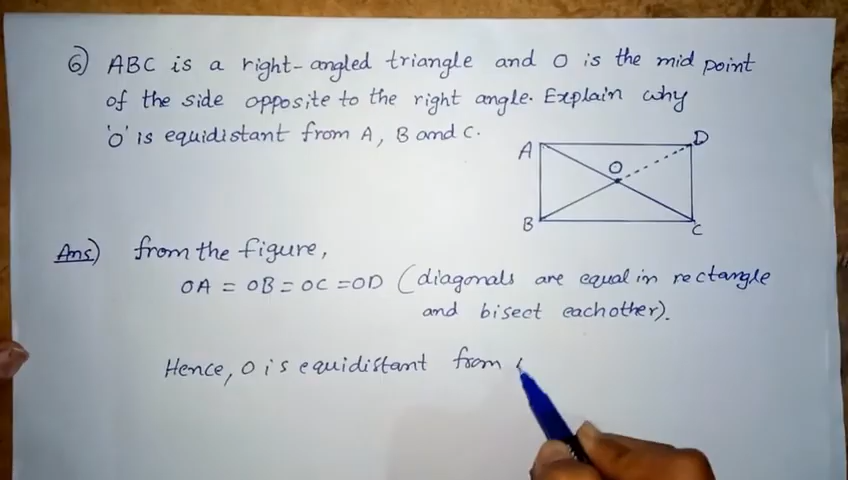 6) ABC is a right-angled triangle and O is the mid point
of the side opposite to the right angle. Explain why
'O' is equidistant from A, B and C.
A
D
O
B
C
Ans) from the figure,
OA = OB = OC = OD (diagonals are equal in rectangle
and bisect eachother).
Hence, O is equidistant from